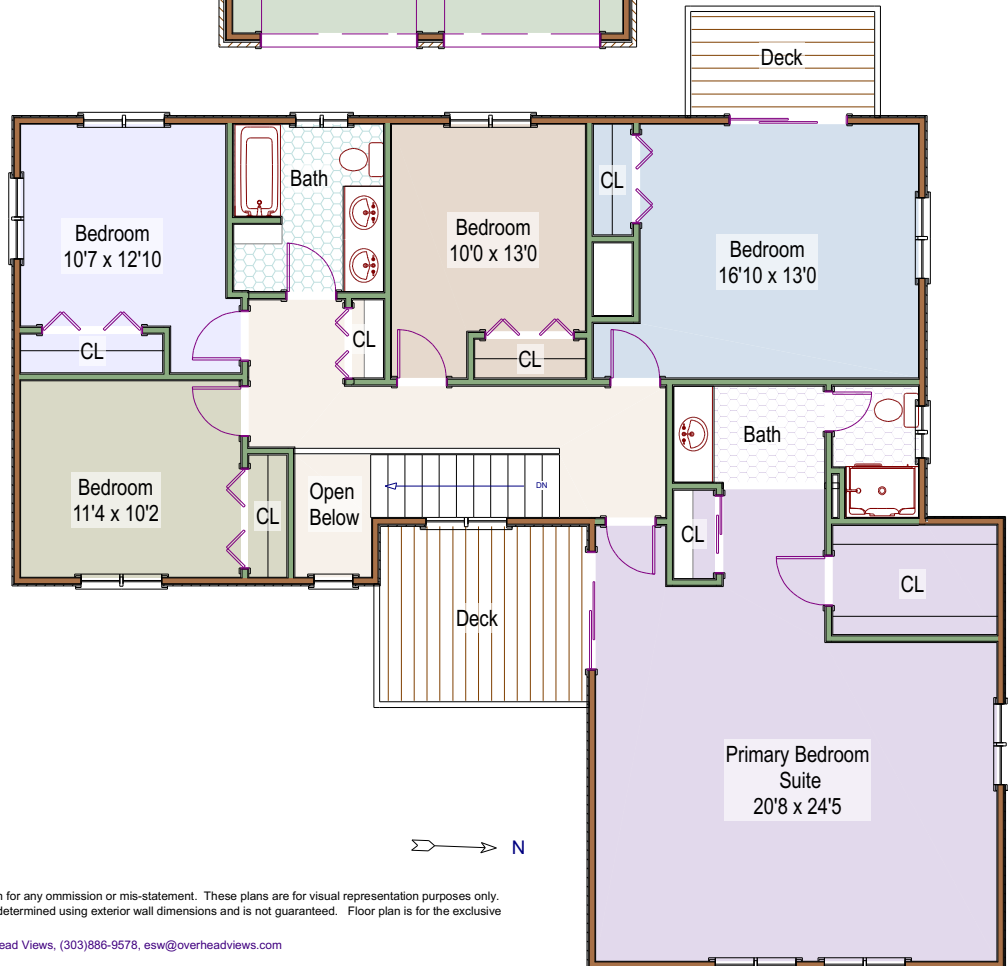 Deck
Bath
CL
Bedroom
10'7 x 12'10
Bedroom
10'0 x 13'0
Bedroom
16'10 x 13'0
CL
CL
CL
Bath
Bedroom
11'4 x 10'2
CL
Open
Below
DN
CL
CL
Deck
Primary Bedroom
Suite
20'8 x 24'5
N
for any ommission or mis-statement. These plans are for visual representation purposes only.
determined using exterior wall dimensions and is not guaranteed. Floor plan is for the exclusive
ead Views, (303)886-9578, esw@overheadviews.com